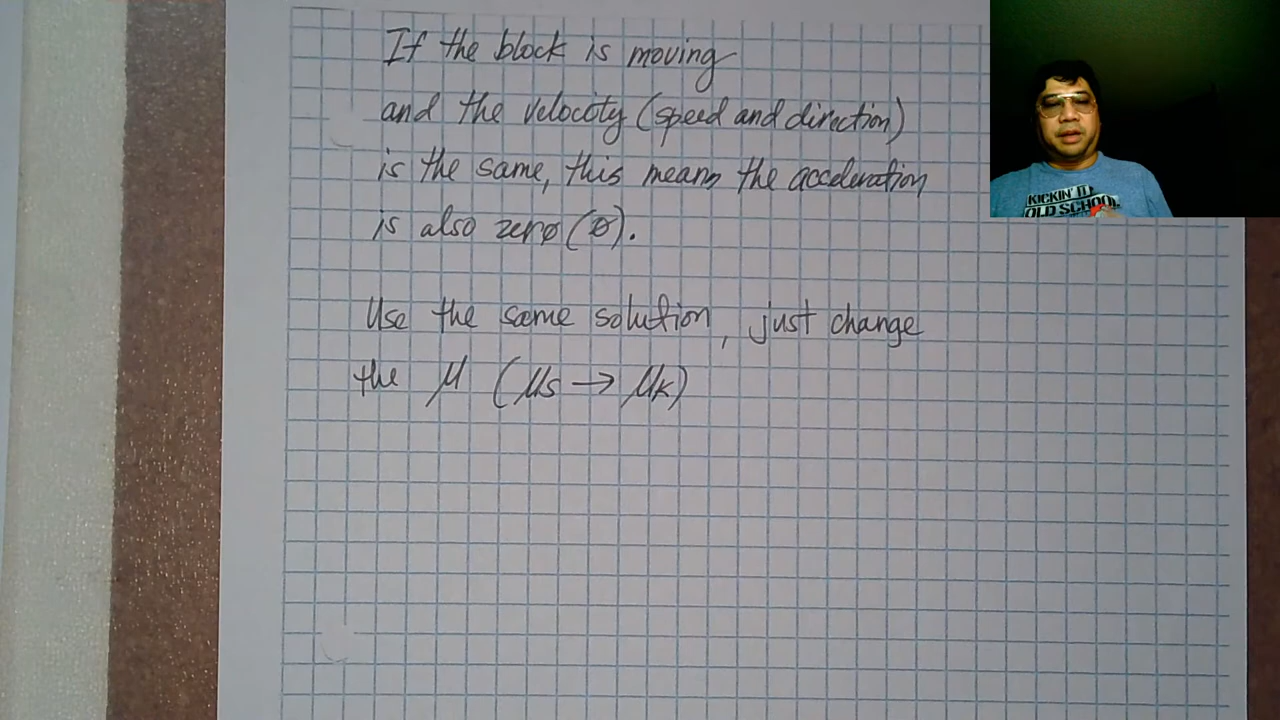 If the block is moving
and the velocity (speed and direction)
is the same, this means the acceleration
is also zero (0).
Use the same solution, just change
the μ (μs → μk)
KICKIN' IT
OLD SCHOOL